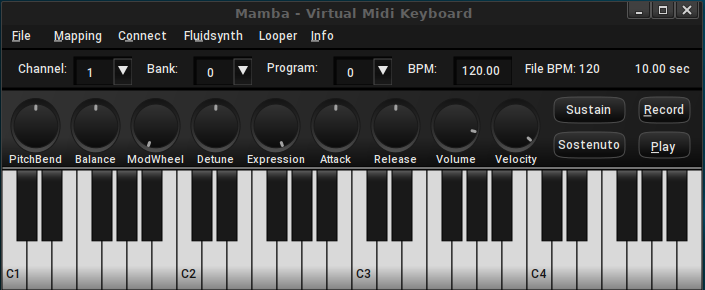 Mamba - Virtual Midi Keyboard
File Mapping Connect Fluidsynth Looper Info
Channel: 1 Bank: 0 Program: 0 BPM: 120.00 File BPM: 120 10.00 sec
Sustain Record
PitchBend Balance ModWheel Detune Expression Attack Release Volume Velocity Sostenuto Play
C1 C2 C3 C4